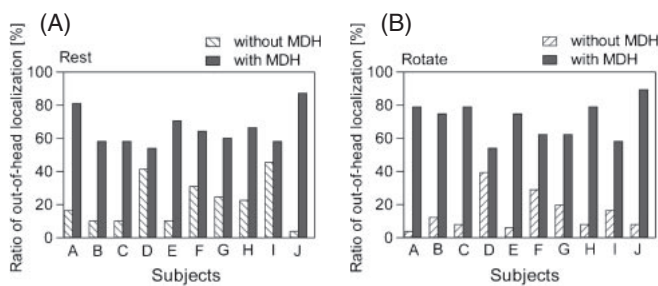 (A)
Ratio of out-of-head localization [%]
Rest
without MDH
with MDH
100
80
60
40
20
0
A B C D E F G H I J
Subjects
(B)
Ratio of out-of-head localization [%]
Rotate
without MDH
with MDH
100
80
60
40
20
0
A B C D E F G H I J
Subjects